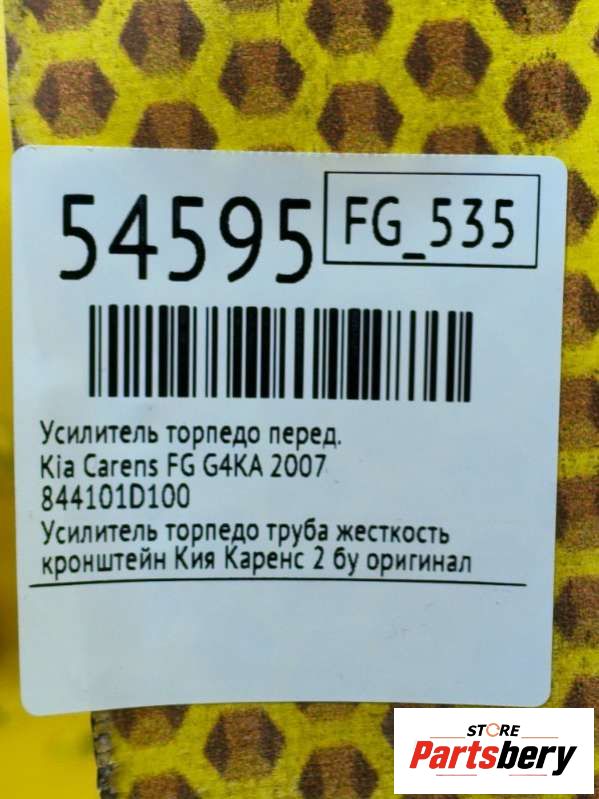 54595
FG_535
Усилитель торпедо перед.
Kia Carens FG G4KA 2007
844101D100
Усилитель торпедо труба жесткость
кронштейн Кия Каренс 2 бу оригинал
STORE
Partsbery